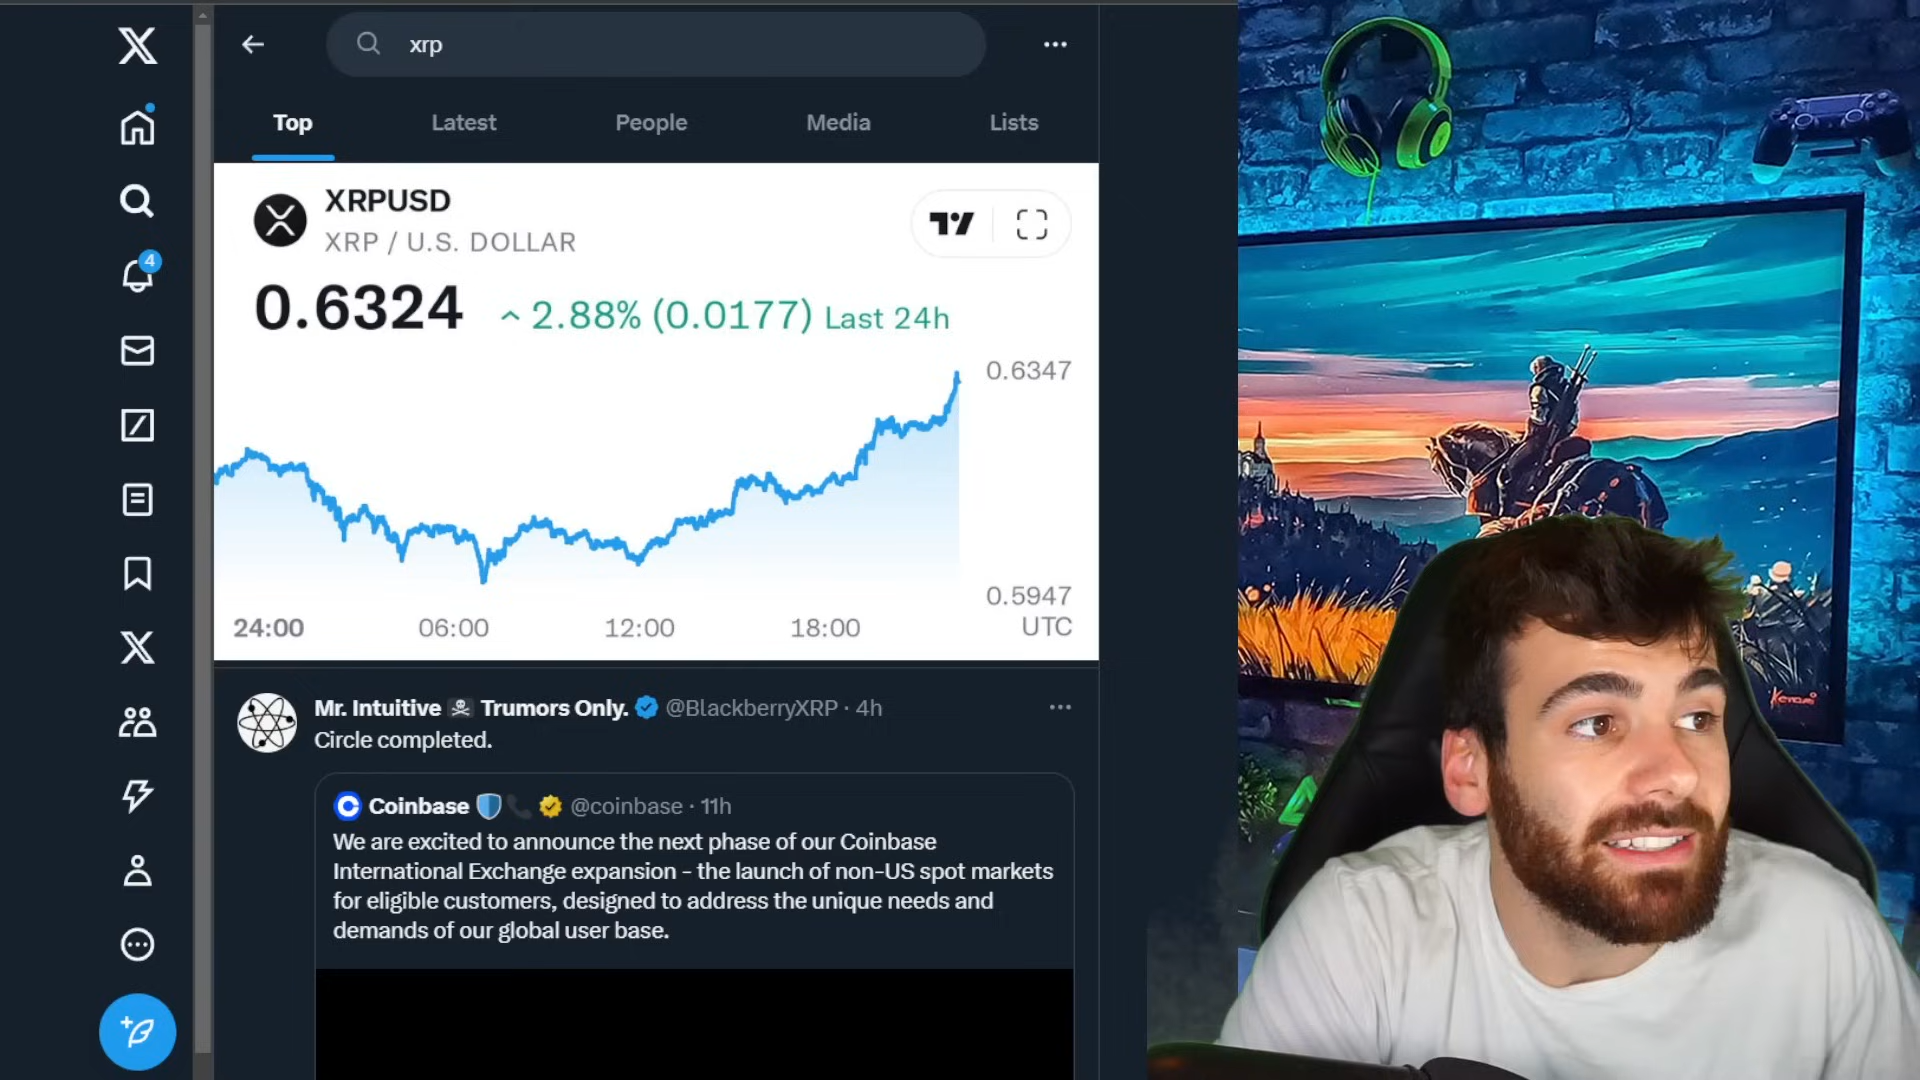 xrp
Top Latest People Media Lists
XRPUSD
XRP / U.S. DOLLAR
0.6324 2.88% (0.0177) Last 24h
0.6347
0.5947
24:00 06:00 12:00 18:00 UTC
4
Mr. Intuitive Trumors Only. @BlackberryXRP · 4h
Circle completed.
Coinbase @coinbase · 11h
We are excited to announce the next phase of our Coinbase
International Exchange expansion - the launch of non-US spot markets
for eligible customers, designed to address the unique needs and
demands of our global user base.